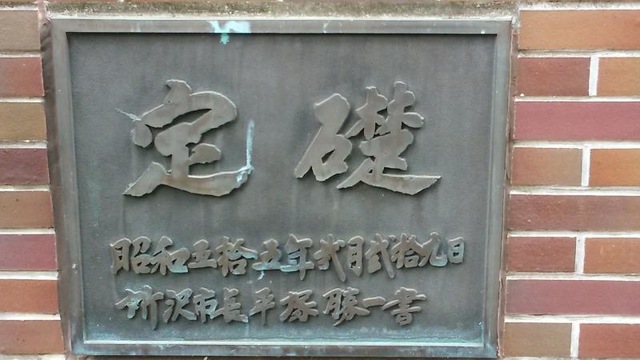 定礎
昭和五拾五年弐月弐拾九日
所沢市長平塚勝一書